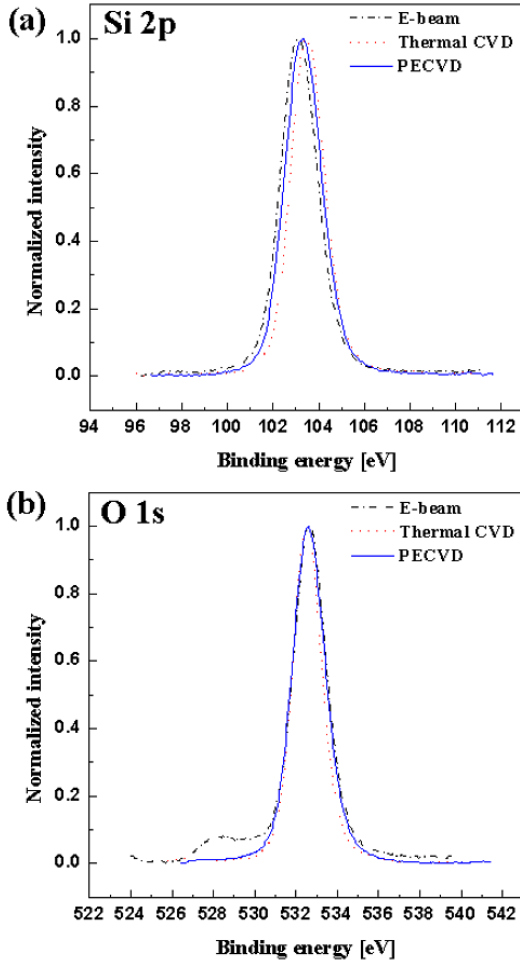 (a)
Si 2p
E-beam
Thermal CVD
PECVD
Normalized intensity
1.0
0.8
0.6
0.4
0.2
0.0
94 96 98 100 102 104 106 108 110 112
Binding energy [eV]
(b)
O 1s
E-beam
Thermal CVD
PECVD
Normalized intensity
1.0
0.8
0.6
0.4
0.2
0.0
522 524 526 528 530 532 534 536 538 540 542
Binding energy [eV]